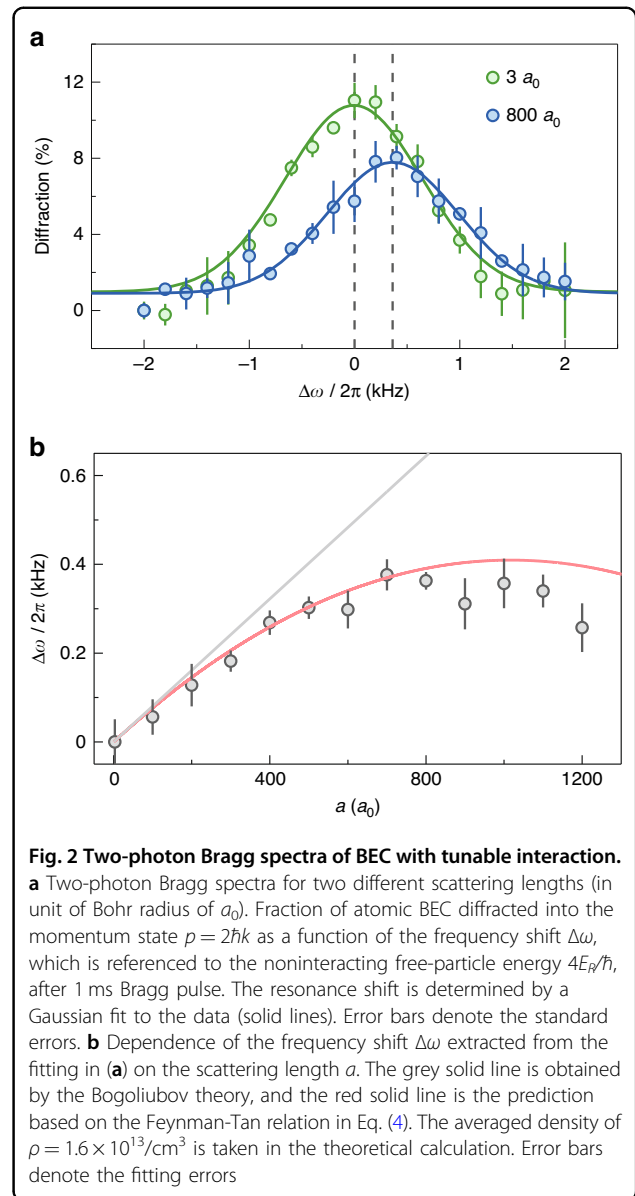 a
12
8
4
0
Diffraction (%)
3 a₀
800 a₀
−2
−1
0
1
2
Δω / 2π (kHz)
b
0.6
0.4
0.2
0
Δω / 2π (kHz)
0
400
800
1200
a (a₀)
Fig. 2 Two-photon Bragg spectra of BEC with tunable interaction.
a Two-photon Bragg spectra for two different scattering lengths (in
unit of Bohr radius of a₀). Fraction of atomic BEC diffracted into the
momentum state p = 2ℏk as a function of the frequency shift Δω,
which is referenced to the noninteracting free-particle energy 4E_R/ℏ,
after 1 ms Bragg pulse. The resonance shift is determined by a
Gaussian fit to the data (solid lines). Error bars denote the standard
errors. b Dependence of the frequency shift Δω extracted from the
fitting in (a) on the scattering length a. The grey solid line is obtained
by the Bogoliubov theory, and the red solid line is the prediction
based on the Feynman-Tan relation in Eq. (4). The averaged density of
ρ = 1.6 × 10¹³/cm³ is taken in the theoretical calculation. Error bars
denote the fitting errors